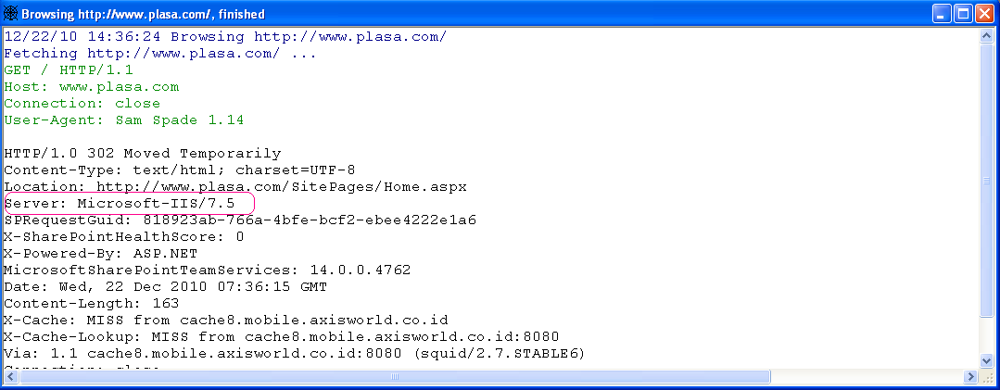 Browsing http://www.plasa.com/, finished
12/22/10 14:36:24 Browsing http://www.plasa.com/
Fetching http://www.plasa.com/ ...
GET / HTTP/1.1
Host: www.plasa.com
Connection: close
User-Agent: Sam Spade 1.14
HTTP/1.0 302 Moved Temporarily
Content-Type: text/html; charset=UTF-8
Location: http://www.plasa.com/SitePages/Home.aspx
Server: Microsoft-IIS/7.5
SPRequestGuid: 818923ab-766a-4bfe-bcf2-ebee4222e1a6
X-SharePointHealthScore: 0
X-Powered-By: ASP.NET
MicrosoftSharePointTeamServices: 14.0.0.4762
Date: Wed, 22 Dec 2010 07:36:15 GMT
Content-Length: 163
X-Cache: MISS from cache8.mobile.axisworld.co.id
X-Cache-Lookup: MISS from cache8.mobile.axisworld.co.id:8080
Via: 1.1 cache8.mobile.axisworld.co.id:8080 (squid/2.7.STABLE6)
Connection: close